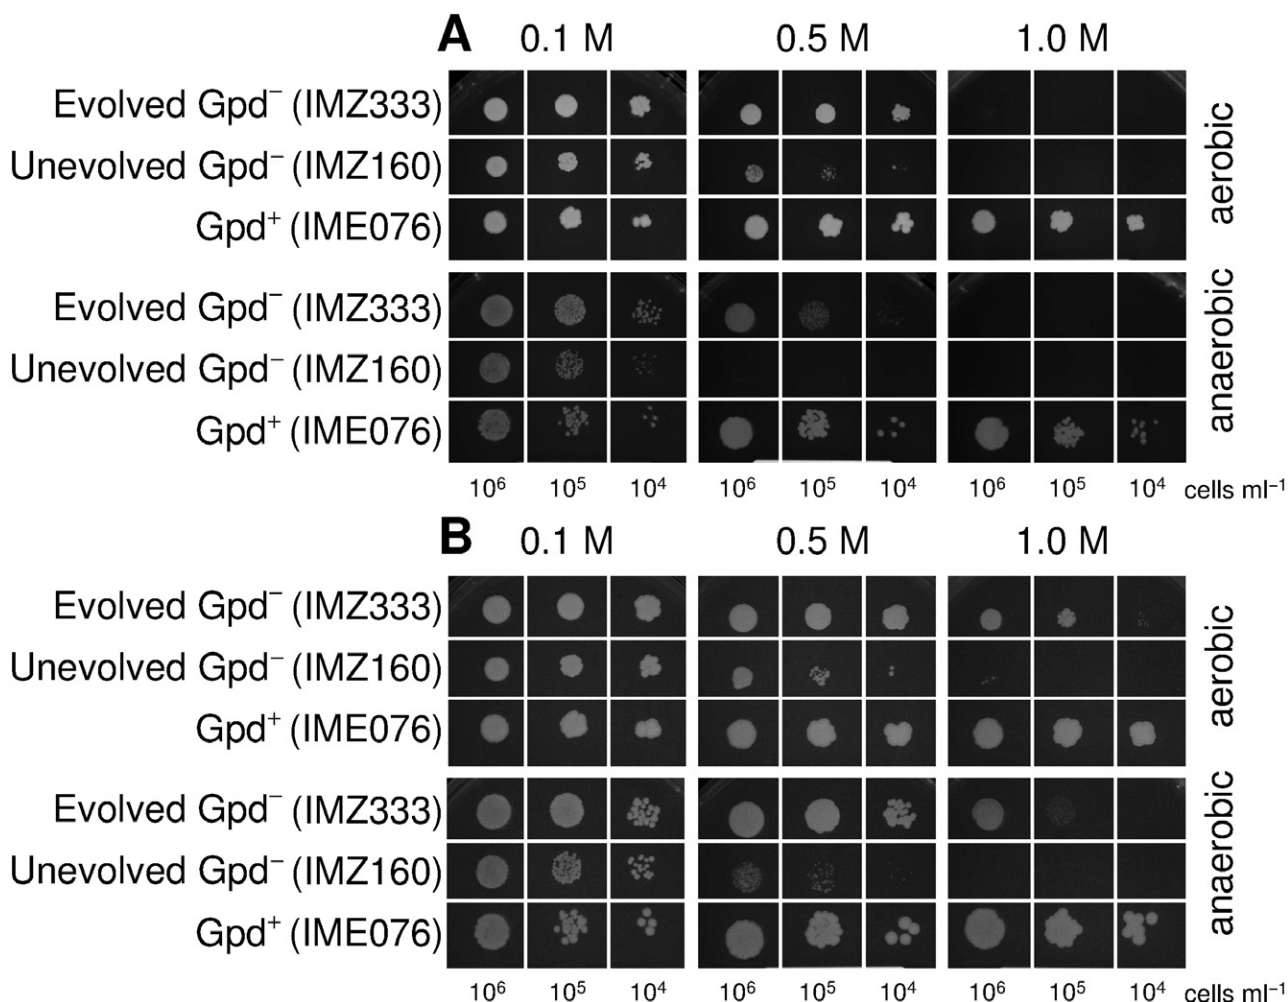 A 0.1 M 0.5 M 1.0 M
Evolved Gpd⁻ (IMZ333)
Unevolved Gpd⁻ (IMZ160)
Gpd⁺ (IME076)
aerobic
Evolved Gpd⁻ (IMZ333)
Unevolved Gpd⁻ (IMZ160)
Gpd⁺ (IME076)
anaerobic
10⁶ 10⁵ 10⁴ 10⁶ 10⁵ 10⁴ 10⁶ 10⁵ 10⁴ cells ml⁻¹
B 0.1 M 0.5 M 1.0 M
Evolved Gpd⁻ (IMZ333)
Unevolved Gpd⁻ (IMZ160)
Gpd⁺ (IME076)
aerobic
Evolved Gpd⁻ (IMZ333)
Unevolved Gpd⁻ (IMZ160)
Gpd⁺ (IME076)
anaerobic
10⁶ 10⁵ 10⁴ 10⁶ 10⁵ 10⁴ 10⁶ 10⁵ 10⁴ cells ml⁻¹